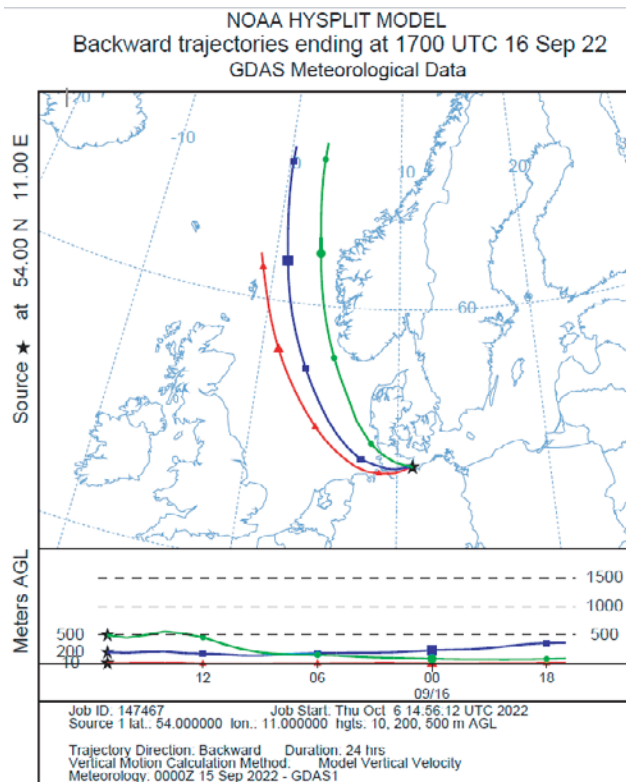 NOAA HYSPLIT MODEL
Backward trajectories ending at 1700 UTC 16 Sep 22
GDAS Meteorological Data
Source ★ at 54.00 N 11.00 E
-10
0
10
20
60
Meters AGL
1500
1000
500
500
200
10
12
06
00
18
09/16
Job ID: 147467 Job Start: Thu Oct 6 14:56:12 UTC 2022
Source 1 lat.: 54.000000 lon.: 11.000000 hgts: 10, 200, 500 m AGL
Trajectory Direction: Backward Duration: 24 hrs
Vertical Motion Calculation Method: Model Vertical Velocity
Meteorology: 0000Z 15 Sep 2022 - GDAS1